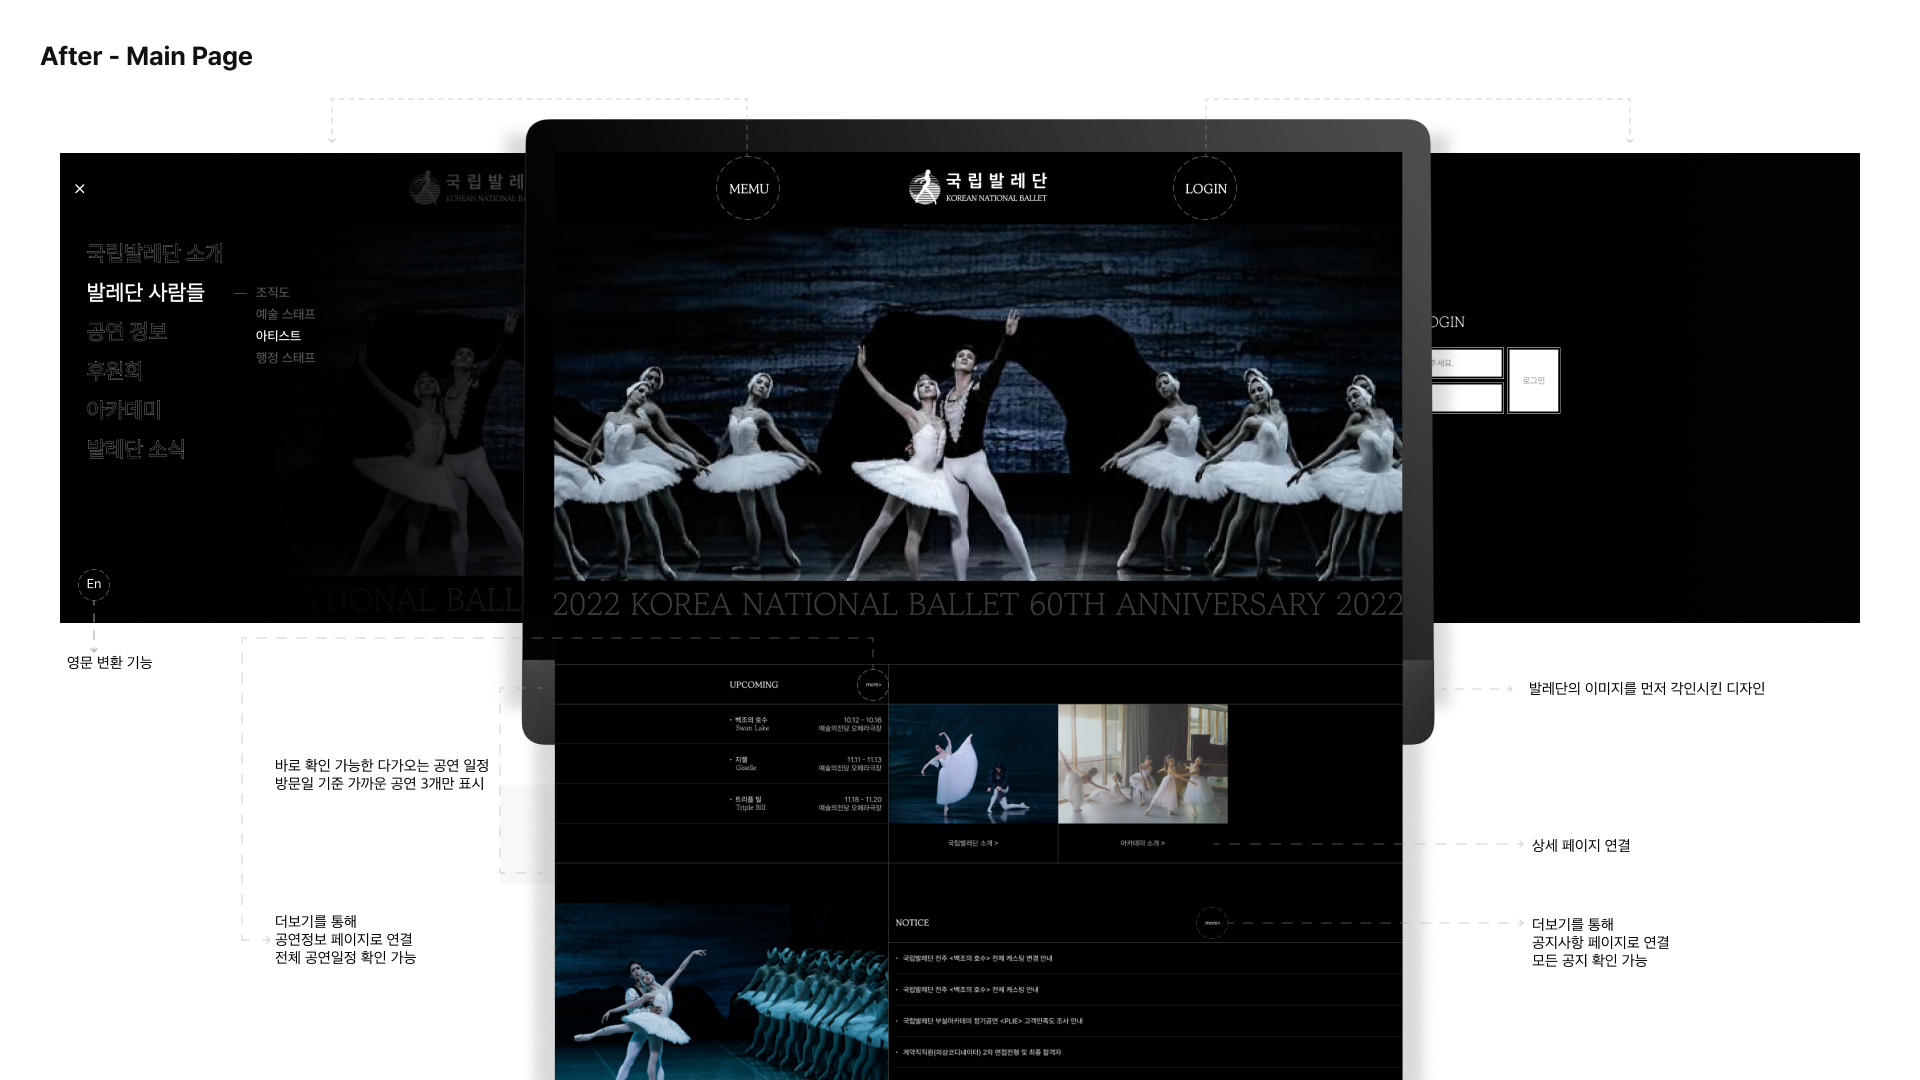 After - Main Page
×
국립발레
KOREAN NATIONAL B
국립발레단 소개
발레단 사람들
조직도
예술 스태프
아티스트
행정 스태프
공연 정보
후원회
아카데미
발레단 소식
En
NATIONAL BALL
영문 변환 기능
MEMU
국립발레단
KOREAN NATIONAL BALLET
LOGIN
2022 KOREA NATIONAL BALLET 60TH ANNIVERSARY 2022
OGIN
주세요.
로그인
UPCOMING
more>
· 백조의 호수
Swan Lake
10.12 - 10.16
예술의전당 오페라극장
· 지젤
Giselle
11.11 - 11.13
예술의전당 오페라극장
· 트리플 빌
Triple Bill
11.18 - 11.20
예술의전당 오페라극장
국립발레단 소개 >
아카데미 소개 >
NOTICE
more>
· 국립발레단 전주 <백조의 호수> 전체 캐스팅 변경 안내
· 국립발레단 전주 <백조의 호수> 전체 캐스팅 안내
· 국립발레단 부설아카데미 정기공연 <PLIE> 고객만족도 조사 안내
· 계약직직원(의상코디네이터) 2차 면접전형 및 최종 합격자
바로 확인 가능한 다가오는 공연 일정
방문일 기준 가까운 공연 3개만 표시
더보기를 통해
공연정보 페이지로 연결
전체 공연일정 확인 가능
발레단의 이미지를 먼저 각인시킨 디자인
상세 페이지 연결
더보기를 통해
공지사항 페이지로 연결
모든 공지 확인 가능